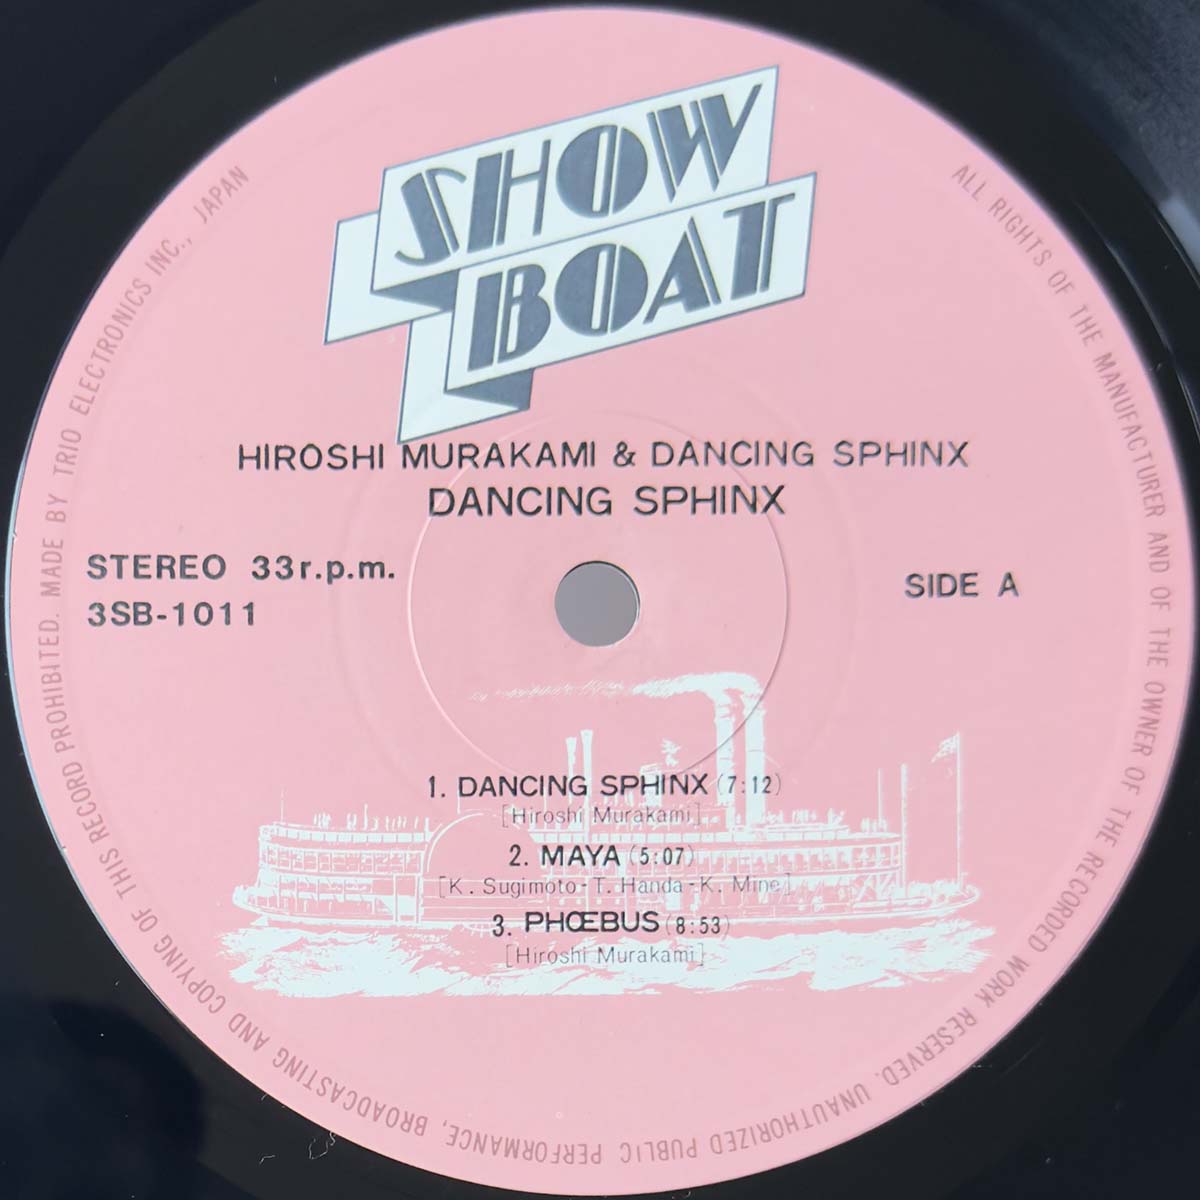 SHOW
BOAT
HIROSHI MURAKAMI & DANCING SPHINX
DANCING SPHINX
STEREO 33r.p.m.
3SB-1011
SIDE A
1. DANCING SPHINX (7:12)
[Hiroshi Murakami]
2. MAYA (5:07)
[K. Sugimoto-T. Handa-K. Mine]
3. PHŒBUS (8:53)
[Hiroshi Murakami]
ALL RIGHTS OF THE MANUFACTURER AND OF THE OWNER OF THE RECORDED WORK RESERVED. UNAUTHORIZED PUBLIC PERFORMANCE, BROADCASTING AND COPYING OF THIS RECORD PROHIBITED. MADE BY TRIO ELECTRONICS INC., JAPAN